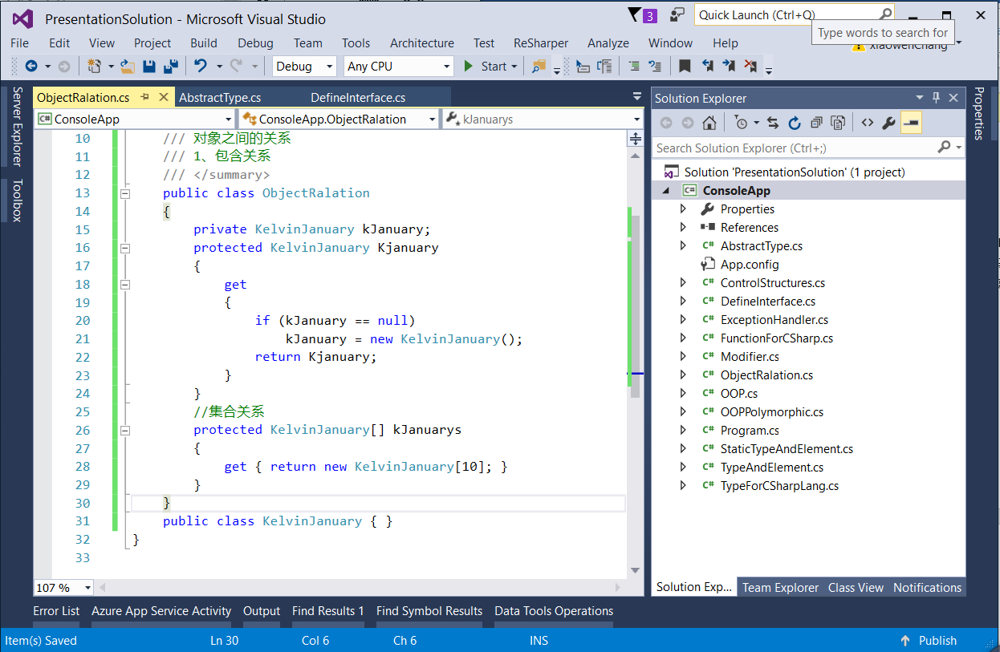 PresentationSolution - Microsoft Visual Studio
3
Quick Launch (Ctrl+Q)
Type words to search for
File Edit View Project Build Debug Team Tools Architecture Test ReSharper Analyze Window Help
xiaowenChang
Debug Any CPU Start
Server Explorer
Toolbox
ObjectRalation.cs AbstractType.cs DefineInterface.cs
ConsoleApp ConsoleApp.ObjectRalation kJanuarys
10 /// 对象之间的关系
11 /// 1、包含关系
12 /// </summary>
13 public class ObjectRalation
14 {
15 private KelvinJanuary kJanuary;
16 protected KelvinJanuary Kjanuary
17 {
18 get
19 {
20 if (kJanuary == null)
21 kJanuary = new KelvinJanuary();
22 return Kjanuary;
23 }
24 }
25 //集合关系
26 protected KelvinJanuary[] kJanuarys
27 {
28 get { return new KelvinJanuary[10]; }
29 }
30 }
31 public class KelvinJanuary { }
32 }
33
107 %
Solution Explorer
Search Solution Explorer (Ctrl+;)
Solution 'PresentationSolution' (1 project)
C# ConsoleApp
Properties
References
C# AbstractType.cs
App.config
C# ControlStructures.cs
C# DefineInterface.cs
C# ExceptionHandler.cs
C# FunctionForCSharp.cs
C# Modifier.cs
C# ObjectRalation.cs
C# OOP.cs
C# OOPPolymorphic.cs
C# Program.cs
C# StaticTypeAndElement.cs
C# TypeAndElement.cs
C# TypeForCSharpLang.cs
Solution Exp... Team Explorer Class View Notifications
Properties
Error List Azure App Service Activity Output Find Results 1 Find Symbol Results Data Tools Operations
Item(s) Saved Ln 30 Col 6 Ch 6 INS Publish